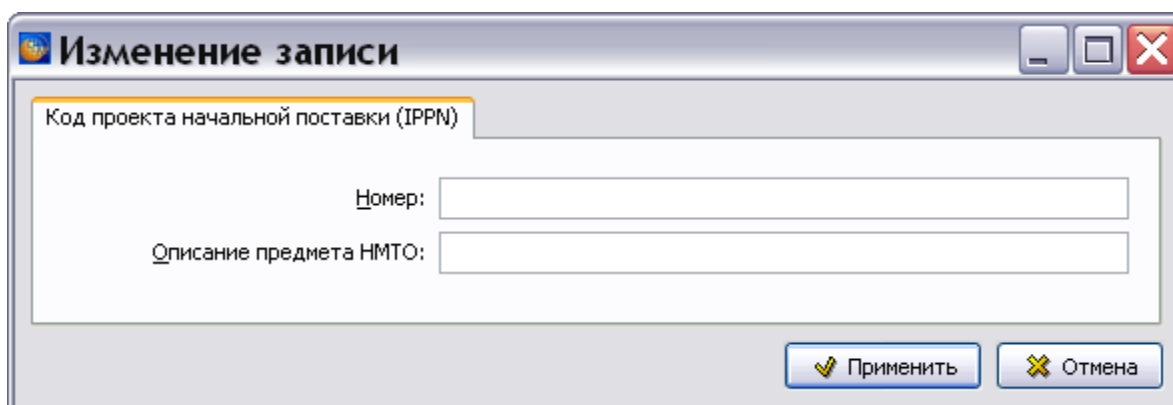 Изменение записи
Код проекта начальной поставки (IPPN)
Номер:
Описание предмета НМТО:
Применить Отмена